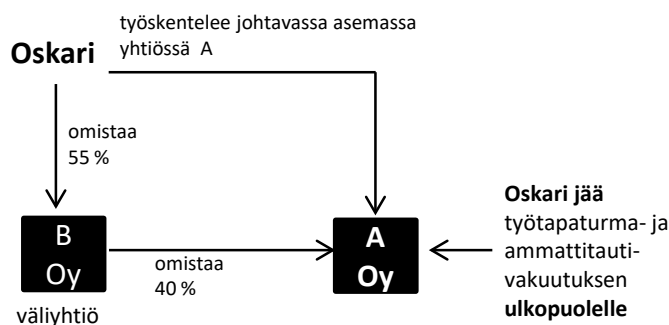 työskentelee johtavassa asemassa
yhtiössä A
Oskari
omistaa
55 %
B
Oy
väliyhtiö
omistaa
40 %
A
Oy
Oskari jää
työtapaturma- ja
ammattitauti-
vakuutuksen
ulkopuolelle